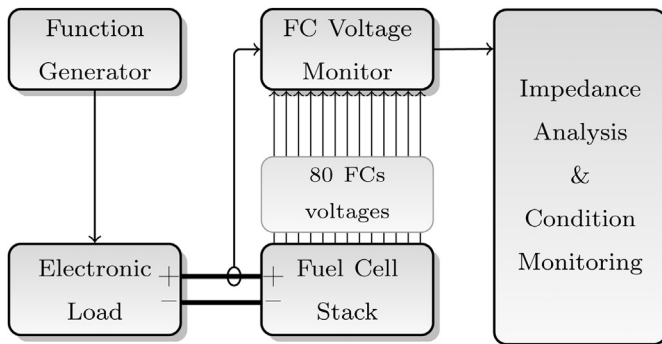 Function
Generator
FC Voltage
Monitor
Impedance
Analysis
&
Condition
Monitoring
80 FCs
voltages
Electronic
Load
+
−
+
−
Fuel Cell
Stack